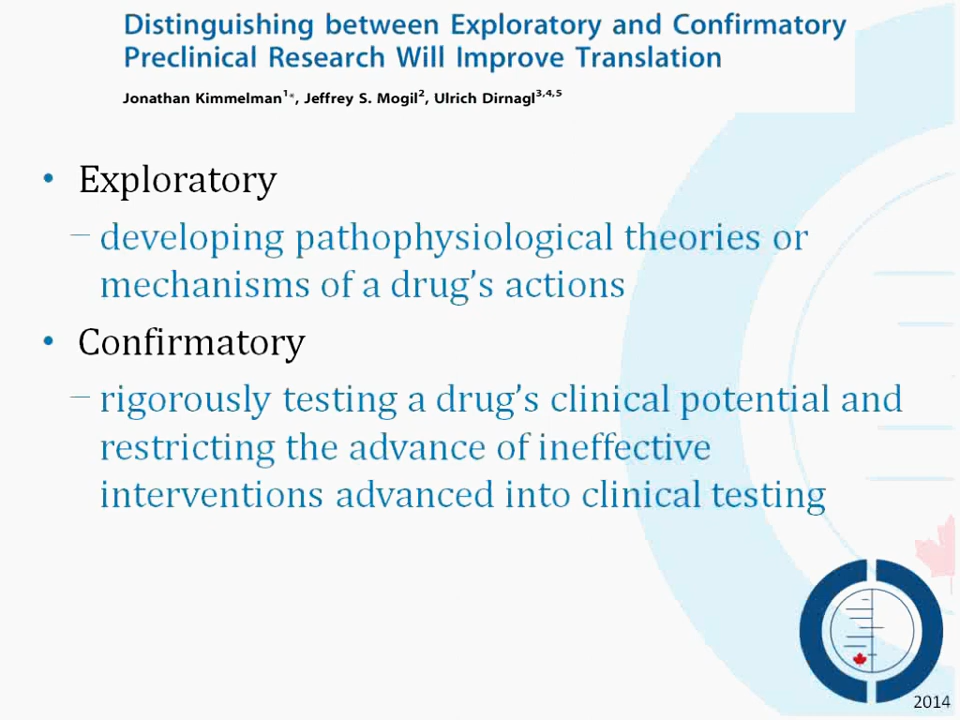 Distinguishing between Exploratory and Confirmatory
Preclinical Research Will Improve Translation
Jonathan Kimmelman1*, Jeffrey S. Mogil2, Ulrich Dirnagl3,4,5
• Exploratory
– developing pathophysiological theories or
mechanisms of a drug’s actions
• Confirmatory
– rigorously testing a drug’s clinical potential and
restricting the advance of ineffective
interventions advanced into clinical testing
2014